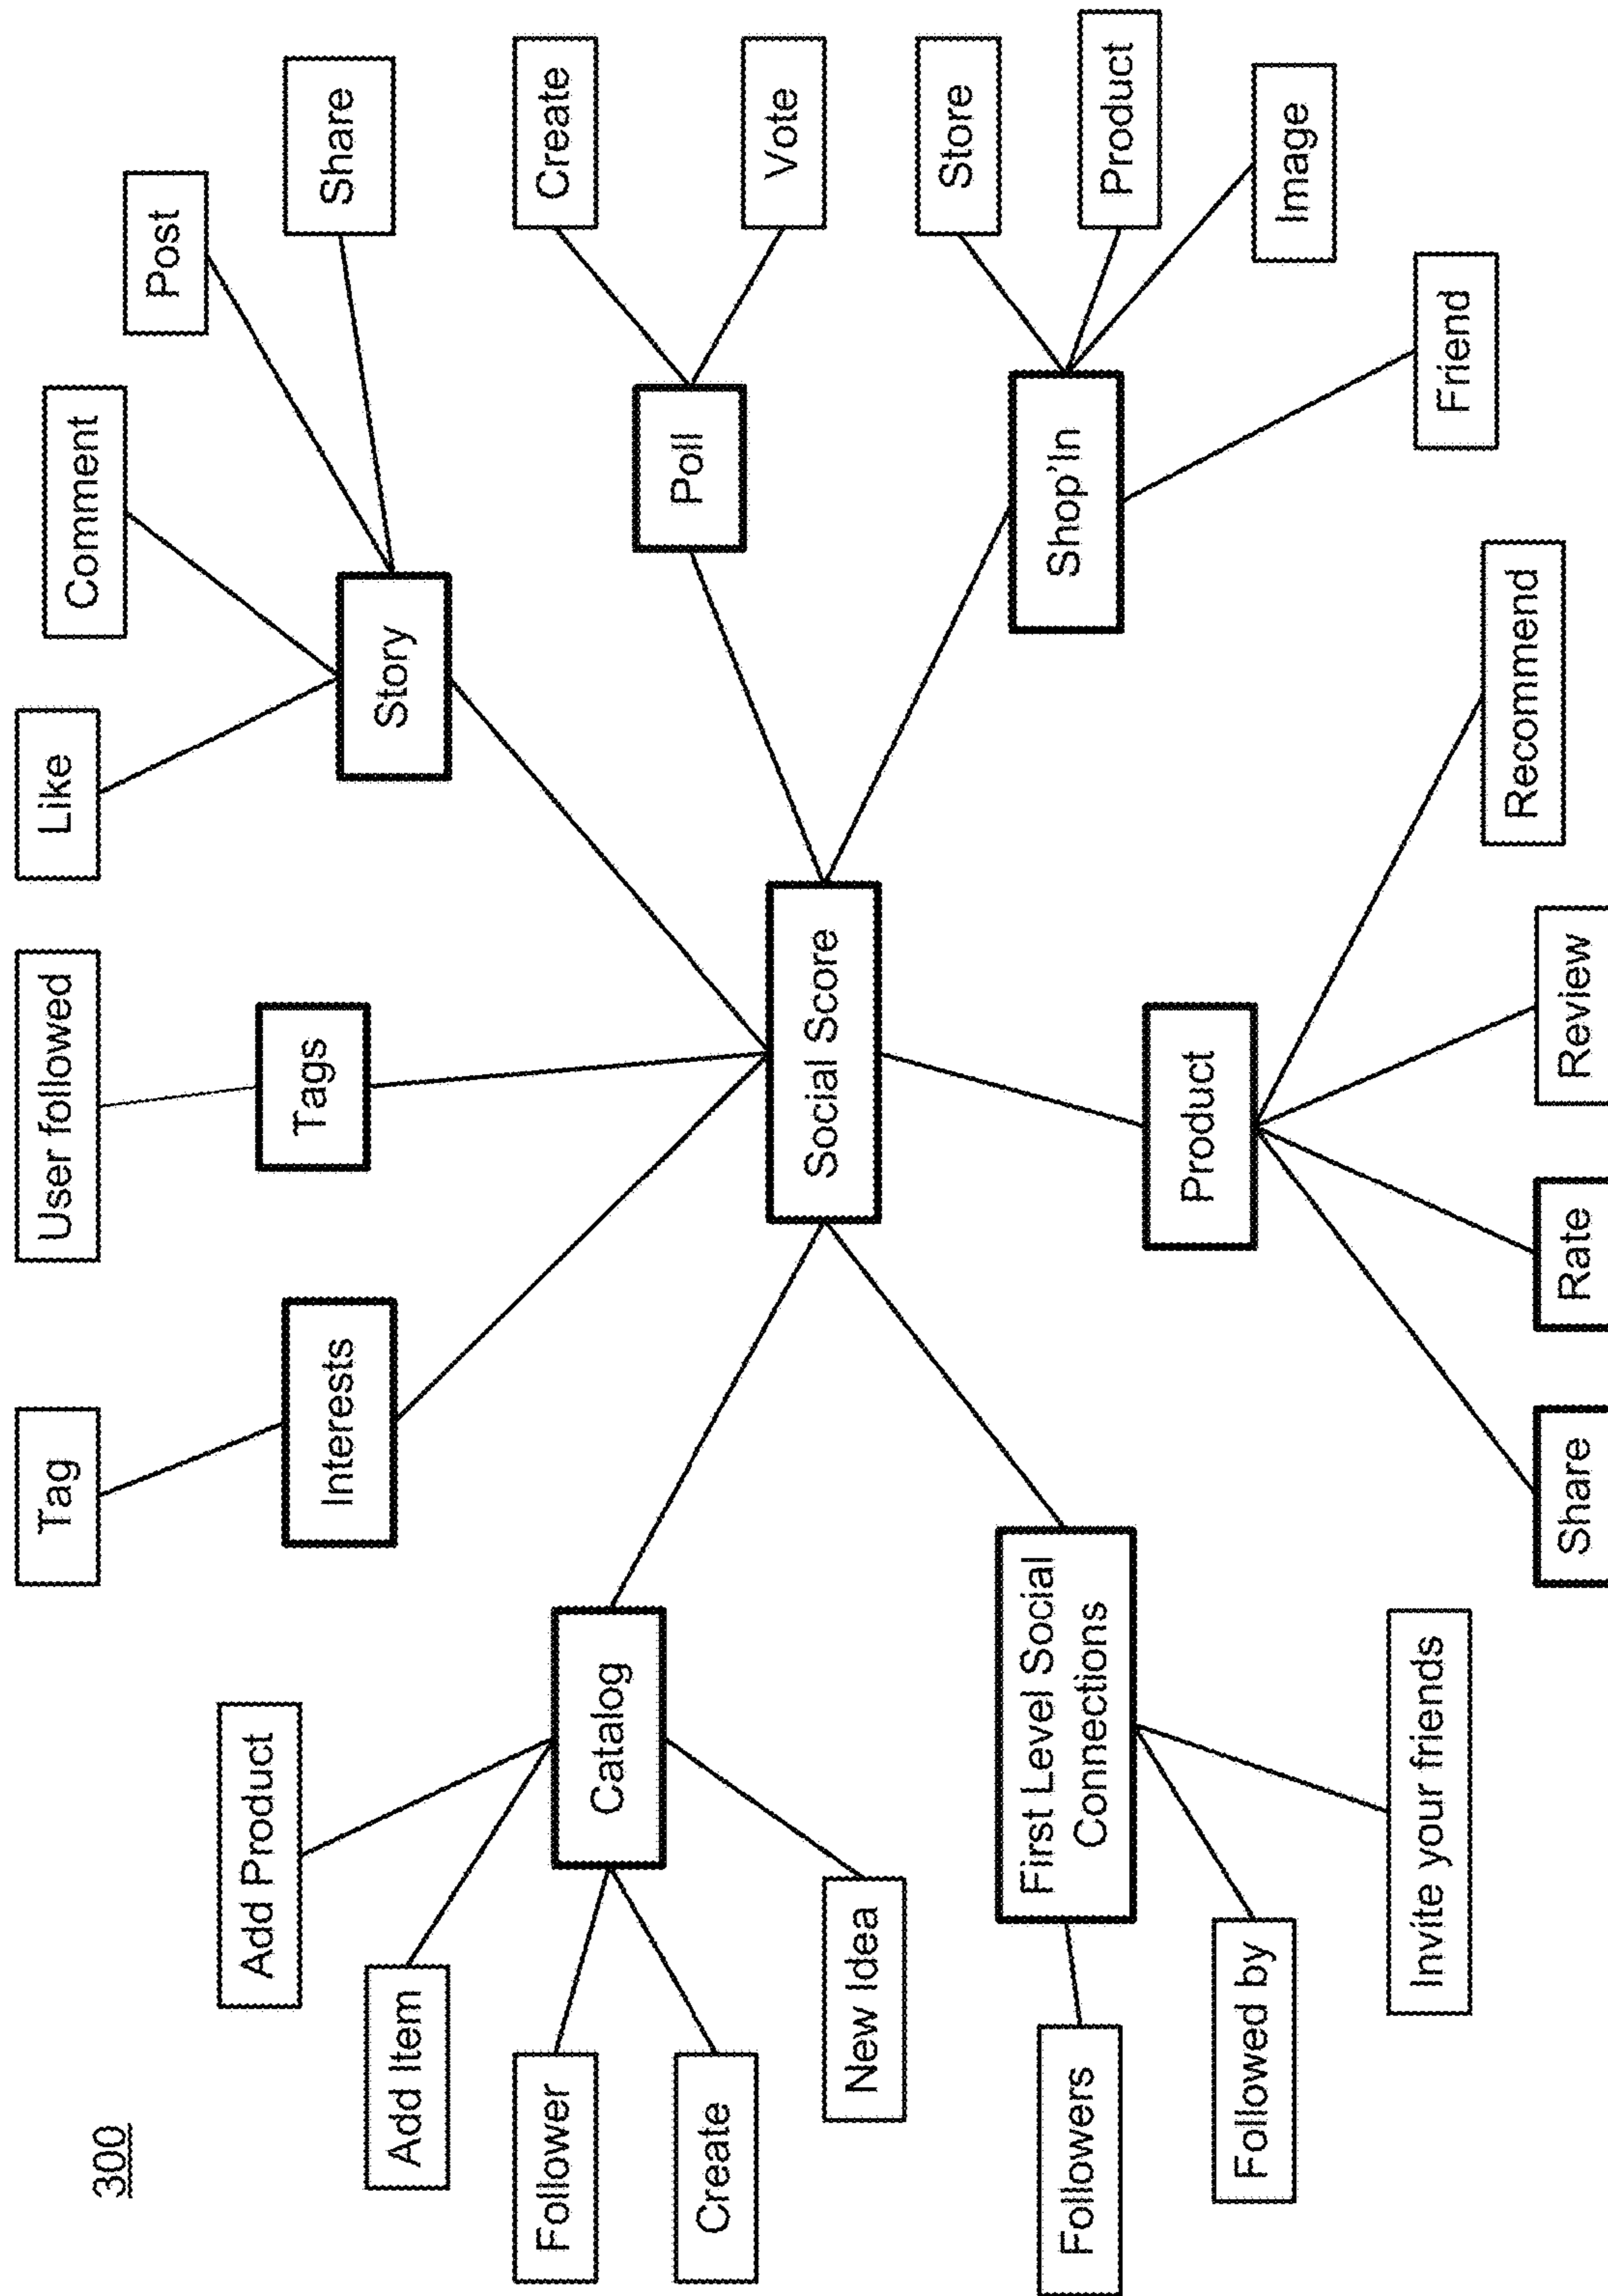 300
Tag
User followed
Like
Comment
Post
Share
Add Product
Interests
Tags
Story
Add Item
Follower
Create
New Idea
Catalog
Poll
Create
Vote
Social Score
Followers
Followed by
Invite your friends
First Level Social
Connections
Product
Shop'In
Store
Product
Image
Friend
Share
Rate
Review
Recommend